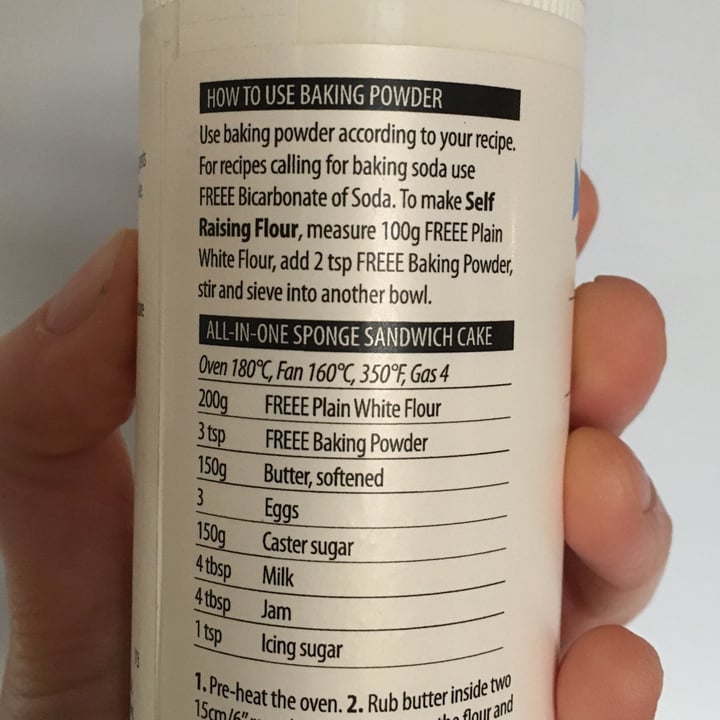 HOW TO USE BAKING POWDER
Use baking powder according to your recipe.
For recipes calling for baking soda use
FREEE Bicarbonate of Soda. To make Self
Raising Flour, measure 100g FREEE Plain
White Flour, add 2 tsp FREEE Baking Powder,
stir and sieve into another bowl.
ALL-IN-ONE SPONGE SANDWICH CAKE
Oven 180°C, Fan 160°C, 350°F, Gas 4
200g FREEE Plain White Flour
3 tsp FREEE Baking Powder
150g Butter, softened
3 Eggs
150g Caster sugar
4 tbsp Milk
4 tbsp Jam
1 tsp Icing sugar
1. Pre-heat the oven. 2. Rub butter inside two
15cm/6" the flour and